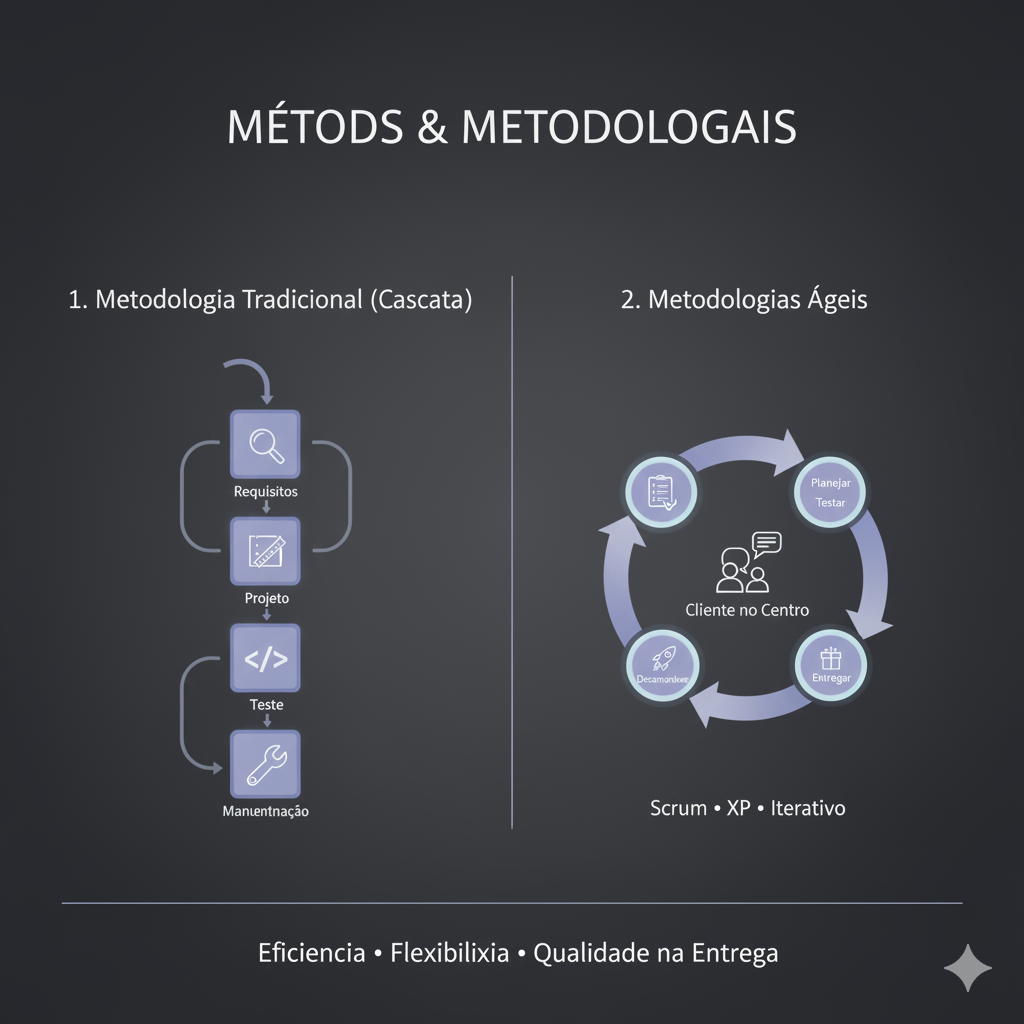 MÉTODS & METODOLOGAIS
1. Metodologia Tradicional (Cascata)
Requisitos
Projeto
</>
Teste
Manuentnação
2. Metodologias Ágeis
Planejar
Testar
Cliente no Centro
Entregar
Scrum • XP • Iterativo
Eficiencia • Flexibilixia • Qualidade na Entrega